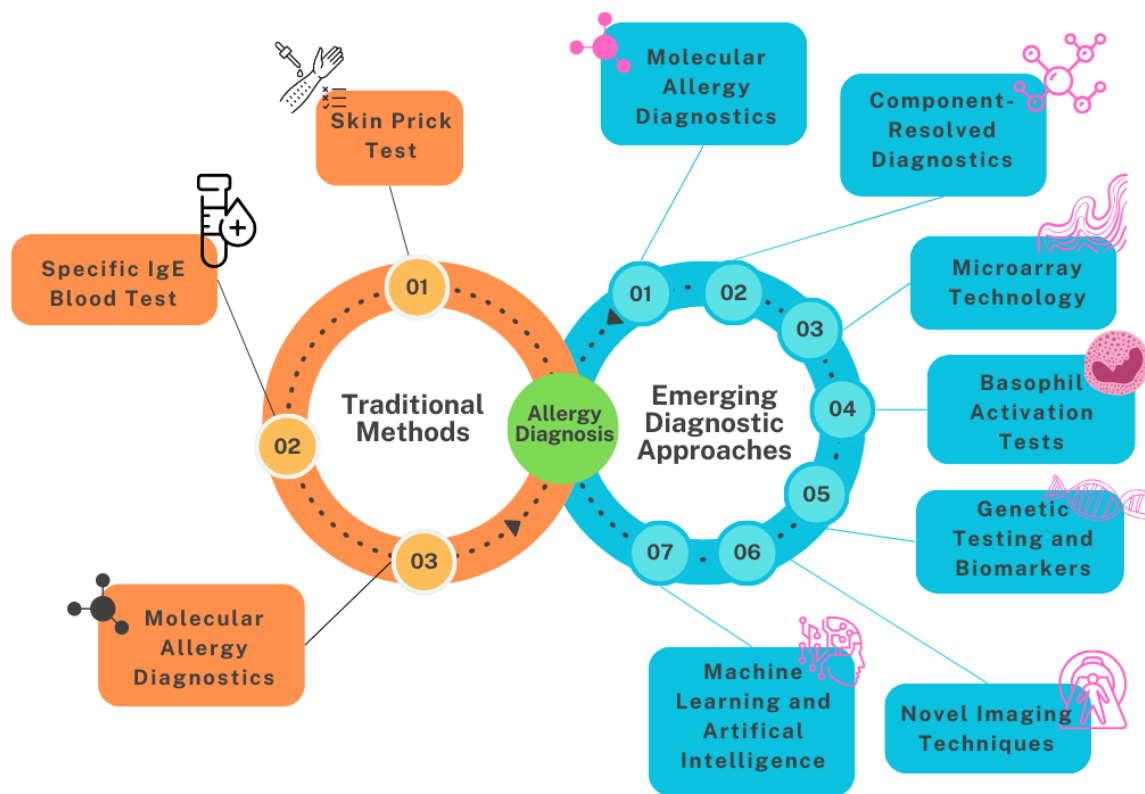 Skin Prick
Test
01
Specific IgE
Blood Test
02
Molecular
Allergy
Diagnostics
03
Traditional
Methods
Allergy
Diagnosis
Emerging
Diagnostic
Approaches
Molecular
Allergy
Diagnostics
01
Component-
Resolved
Diagnostics
02
Microarray
Technology
03
Basophil
Activation
Tests
04
Genetic
Testing and
Biomarkers
05
Novel Imaging
Techniques
06
Machine
Learning and
Artifical
Intelligence
07